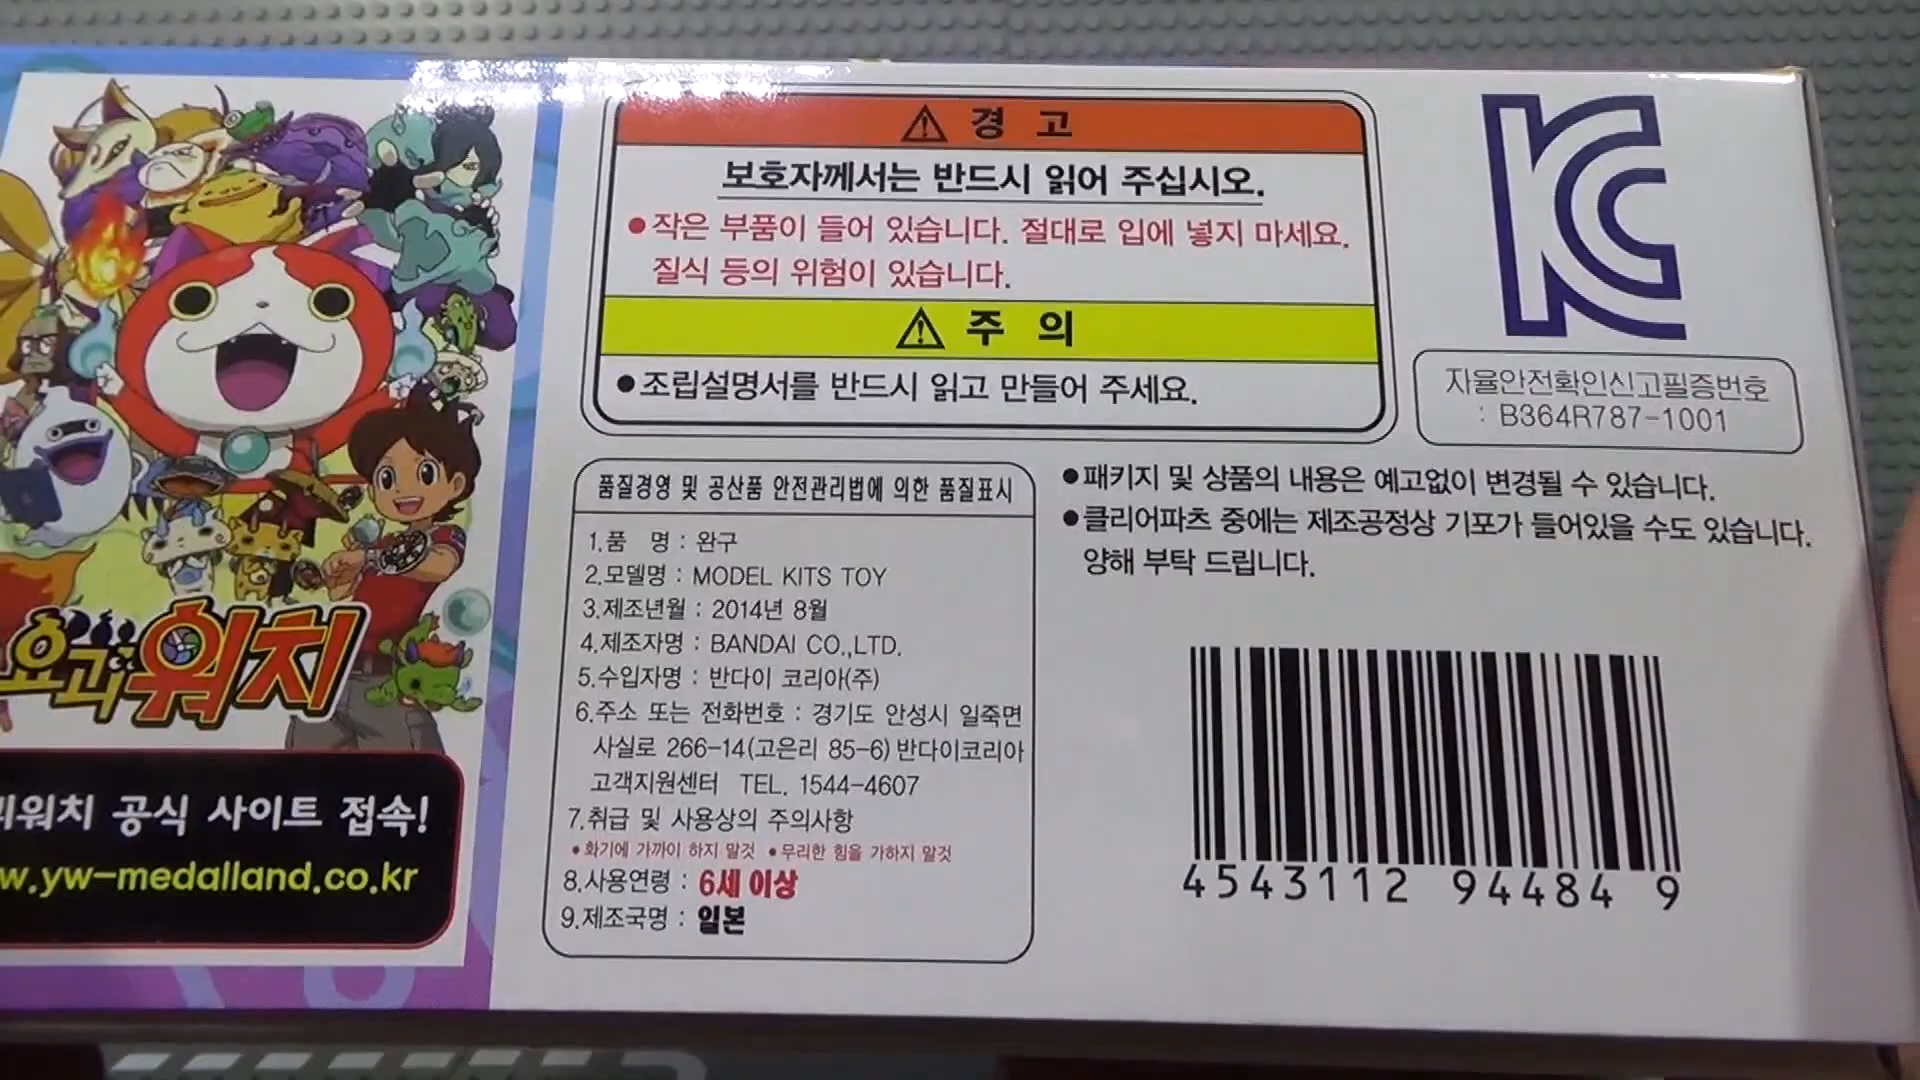 요괴워치
괴워치 공식 사이트 접속!
w.yw-medalland.co.kr
경 고
보호자께서는 반드시 읽어 주십시오.
●작은 부품이 들어 있습니다. 절대로 입에 넣지 마세요.
질식 등의 위험이 있습니다.
주 의
●조립설명서를 반드시 읽고 만들어 주세요.
자율안전확인신고필증번호
: B364R787-1001
품질경영 및 공산품 안전관리법에 의한 품질표시
1.품 명 : 완구
2.모델명 : MODEL KITS TOY
3.제조년월 : 2014년 8월
4.제조자명 : BANDAI CO.,LTD.
5.수입자명 : 반다이 코리아(주)
6.주소 또는 전화번호 : 경기도 안성시 일죽면
사실로 266-14(고은리 85-6) 반다이코리아
고객지원센터 TEL. 1544-4607
7.취급 및 사용상의 주의사항
●화기에 가까이 하지 말것 ●무리한 힘을 가하지 말것
8.사용연령 : 6세 이상
9.제조국명 : 일본
●패키지 및 상품의 내용은 예고없이 변경될 수 있습니다.
●클리어파츠 중에는 제조공정상 기포가 들어있을 수도 있습니다.
양해 부탁 드립니다.
4543112 94484 9